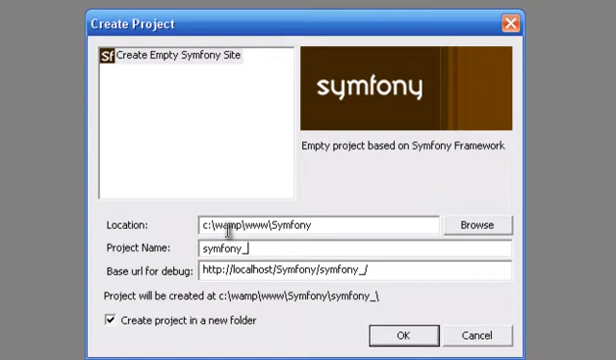 Create Project
Sf Create Empty Symfony Site
symfony
Empty project based on Symfony Framework
Location: c:\wamp\www\Symfony Browse
Project Name: symfony_
Base url for debug: http://localhost/Symfony/symfony_/
Project will be created at c:\wamp\www\Symfony\symfony_\
Create project in a new folder
OK Cancel